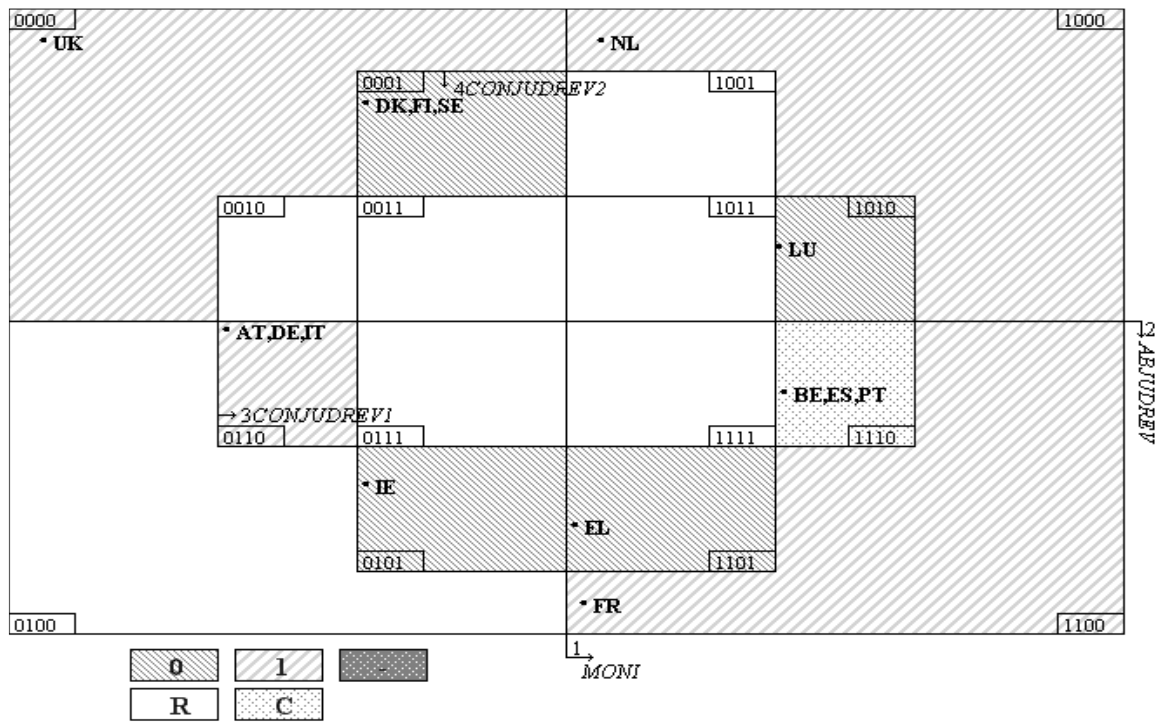 0000
1000
UK
NL
0001
4CONJUDREV2
1001
DK,FI,SE
0010
0011
1011
1010
LU
2
ABJUDREV
AT,DE,IT
BE,ES,PT
3CONJUDREV1
0110
0111
1111
1110
IE
EL
0101
1101
FR
0100
1100
1
MONI
0
1
-
R
C